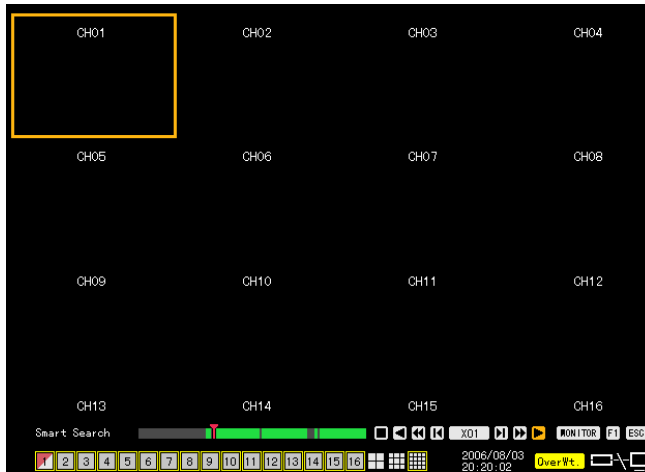 CH01 CH02 CH03 CH04
CH05 CH06 CH07 CH08
CH09 CH10 CH11 CH12
CH13 CH14 CH15 CH16
Smart Search X01 MONITOR F1 ESC
1 2 3 4 5 6 7 8 9 10 11 12 13 14 15 16 2006/08/03 OverWt.
20:20:02